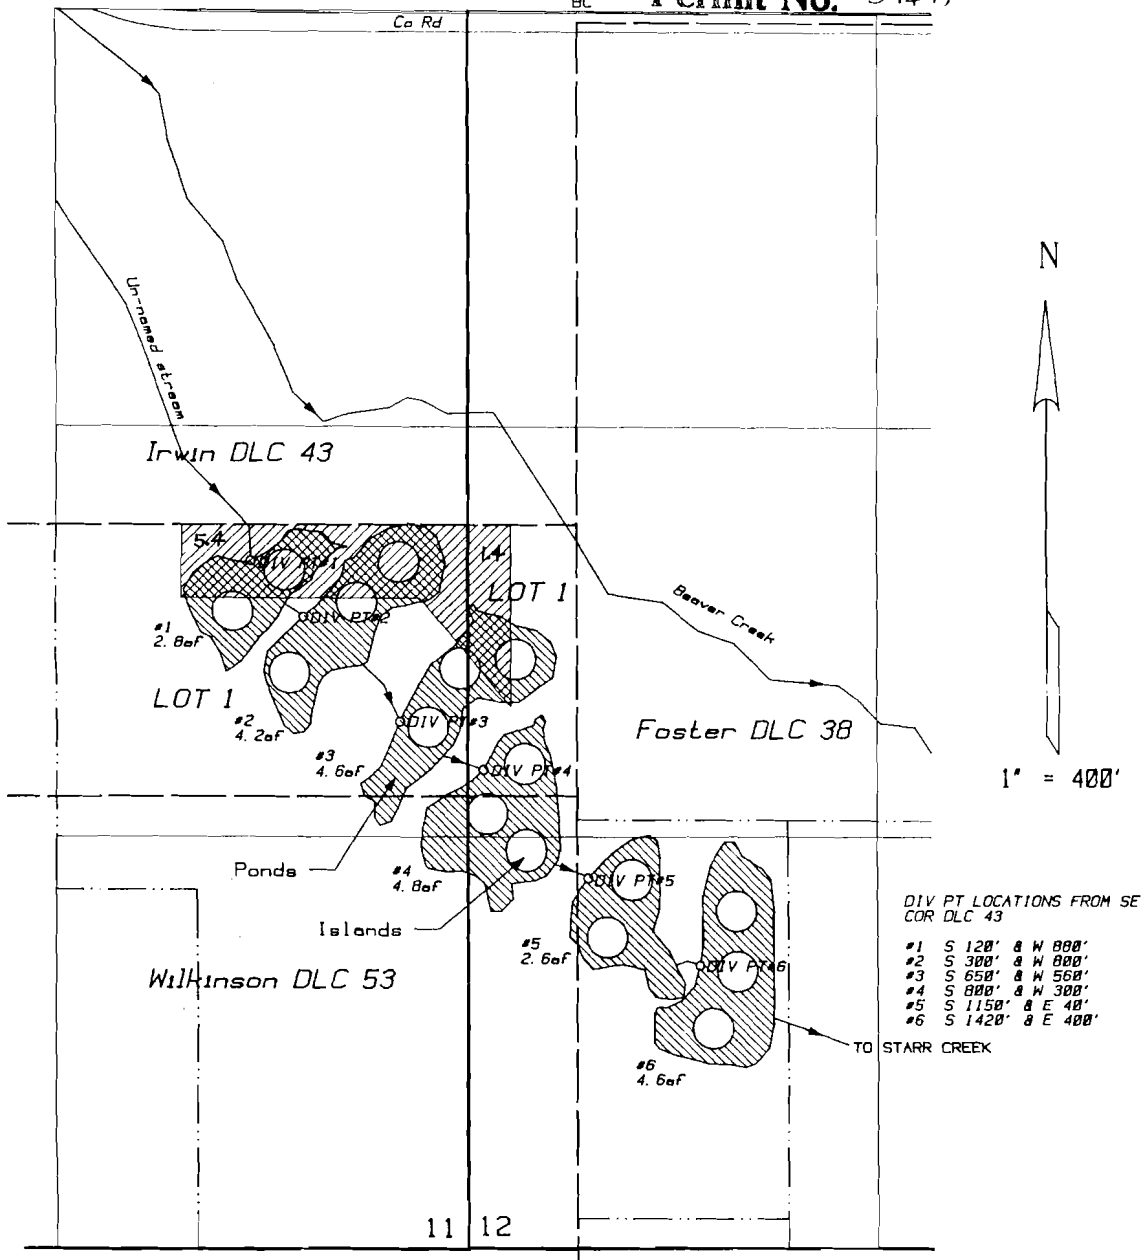 Permit No.
Co Rd
N
Un-named stream
Irwin DLC 43
5.4
1.4
DIV PT#1
LOT 1
Beaver Creek
DIV PT#2
#1
2.8af
LOT 1
#2
4.2af
DIV PT#3
Foster DLC 38
#3
4.6af
DIV PT#4
1" = 400'
Ponds
#4
4.8af
DIV PT#5
Islands
#5
2.6af
DIV PT LOCATIONS FROM SE
COR DLC 43
#1 S 120' & W 880'
#2 S 300' & W 800'
#3 S 650' & W 560'
#4 S 800' & W 300'
#5 S 1150' & E 40'
#6 S 1420' & E 400'
Wilkinson DLC 53
DIV PT#6
TO STARR CREEK
#6
4.6af
11 12